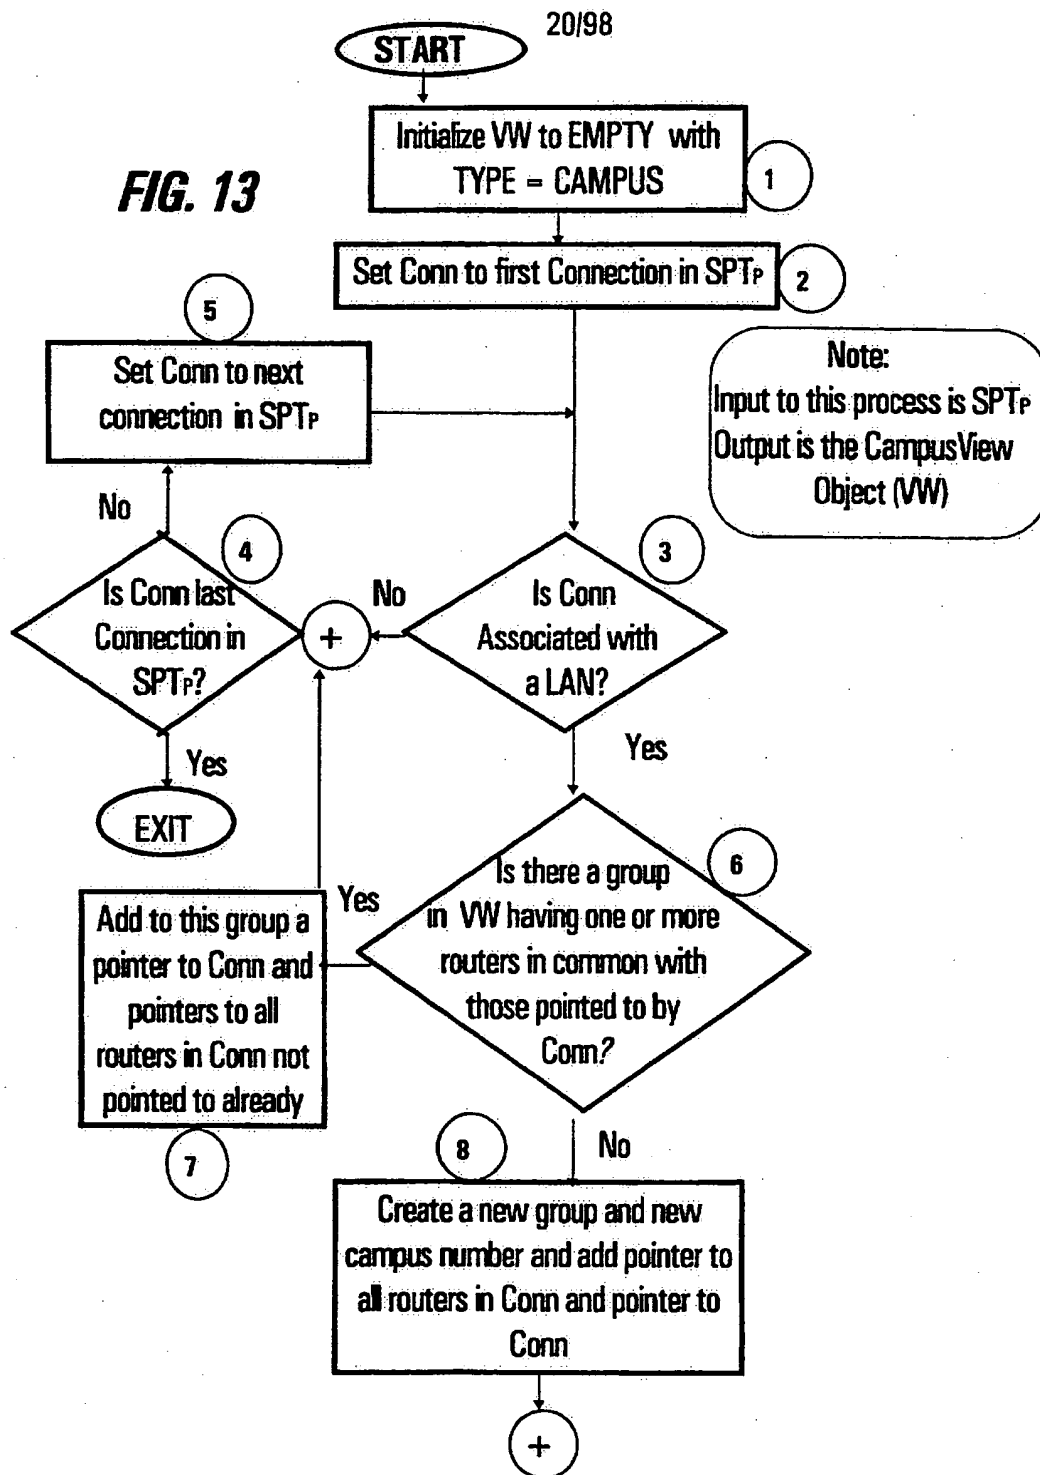 20/98
START
Initialize VW to EMPTY with
TYPE = CAMPUS
1
FIG. 13
Set Conn to first Connection in SPTP
2
5
Set Conn to next
connection in SPTP
Note:
Input to this process is SPTP
Output is the CampusView
Object (VW)
No
4
Is Conn last
Connection in
SPTP?
No
+
3
Is Conn
Associated with
a LAN?
Yes
Yes
EXIT
6
Is there a group
in VW having one or more
routers in common with
those pointed to by
Conn?
Yes
Add to this group a
pointer to Conn and
pointers to all
routers in Conn not
pointed to already
7
No
8
Create a new group and new
campus number and add pointer to
all routers in Conn and pointer to
Conn
+